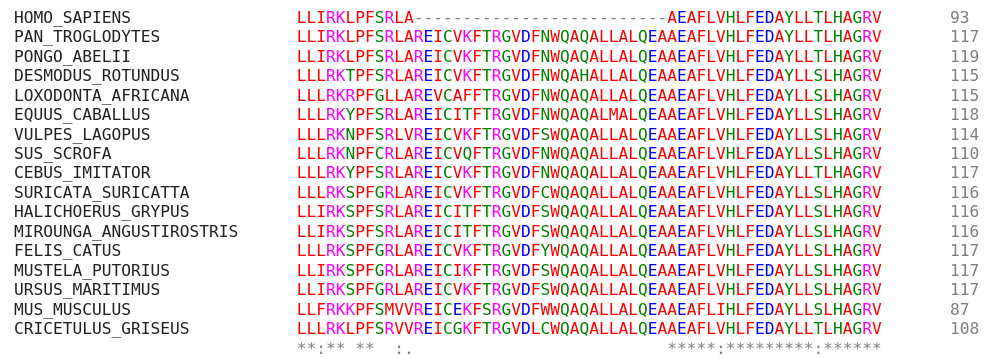 HOMO_SAPIENS LLIRKLPFSRLA--------------------------AEAFLVHLFEDAYLLTLHAGRV 93
PAN_TROGLODYTES LLIRKLPFSRLAREICVKFTRGVDFNWQAQALLALQEAAEAFLVHLFEDAYLLTLHAGRV 117
PONGO_ABELII LLIRKLPFSRLAREICVKFTRGVDFNWQAQALLALQEAAEAFLVHLFEDAYLLTLHAGRV 119
DESMODUS_ROTUNDUS LLLRKTPFSRLAREICVKFTRGVDFNWQAHALLALQEAAEAFLVHLFEDAYLLSLHAGRV 115
LOXODONTA_AFRICANA LLLRKRPFGLLAREVCAFFTRGVDFNWQAQALLALQEAAEAFLVHLFEDAYLLSLHAGRV 115
EQUUS_CABALLUS LLLRKYPFSRLAREICITFTRGVDFNWQAQALMALQEAAEAFLVHLFEDAYLLSLHAGRV 118
VULPES_LAGOPUS LLLRKNPFSRLVREICVKFTRGVDFSWQAQALLALQEAAEAFLVHLFEDAYLLSLHAGRV 114
SUS_SCROFA LLLRKNPFCRLAREICVQFTRGVDFNWQAQALLALQEAAEAFLVHLFEDAYLLSLHAGRV 110
CEBUS_IMITATOR LLLRKYPFSRLAREICVKFTRGVDFNWQAQALLALQEAAEAFLVHLFEDAYLLTLHAGRV 117
SURICATA_SURICATTA LLLRKSPFGRLAREICVKFTRGVDFCWQAQALLALQEAAEAFLVHLFEDAYLLSLHAGRV 116
HALICHOERUS_GRYPUS LLIRKSPFSRLAREICITFTRGVDFSWQAQALLALQEAAEAFLVHLFEDAYLLSLHAGRV 116
MIROUNGA_ANGUSTIROSTRIS LLIRKSPFSRLAREICITFTRGVDFSWQAQALLALQEAAEAFLVHLFEDAYLLSLHAGRV 116
FELIS_CATUS LLLRKSPFGRLAREICVKFTRGVDFYWQAQALLALQEAAEAFLVHLFEDAYLLSLHAGRV 117
MUSTELA_PUTORIUS LLIRKSPFGRLAREICIKFTRGVDFSWQAQALLALQEAAEAFLVHLFEDAYLLSLHAGRV 117
URSUS_MARITIMUS LLIRKSPFGRLAREICVKFTRGVDFSWQAQALLALQEAAEAFLVHLFEDAYLLSLHAGRV 117
MUS_MUSCULUS LLFRKKPFSMVVREICEKFSRGVDFWWQAQALLALQEAAEAFLIHLFEDAYLLSLHAGRV 87
CRICETULUS_GRISEUS LLLRKLPFSRVVREICGKFTRGVDLCWQAQALLALQEAAEAFLVHLFEDAYLLTLHAGRV 108
**:** **  :.                          *****:*********:******